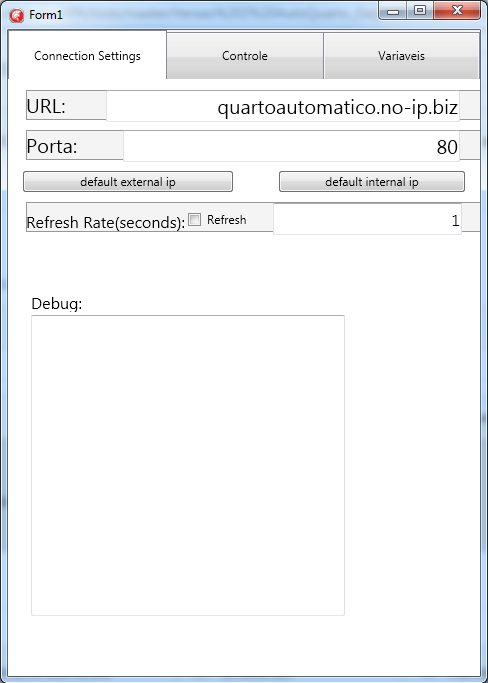 Form1
Connection Settings Controle Variaveis
URL: quartoautomatico.no-ip.biz
Porta: 80
default external ip default internal ip
Refresh Rate(seconds): Refresh 1
Debug: